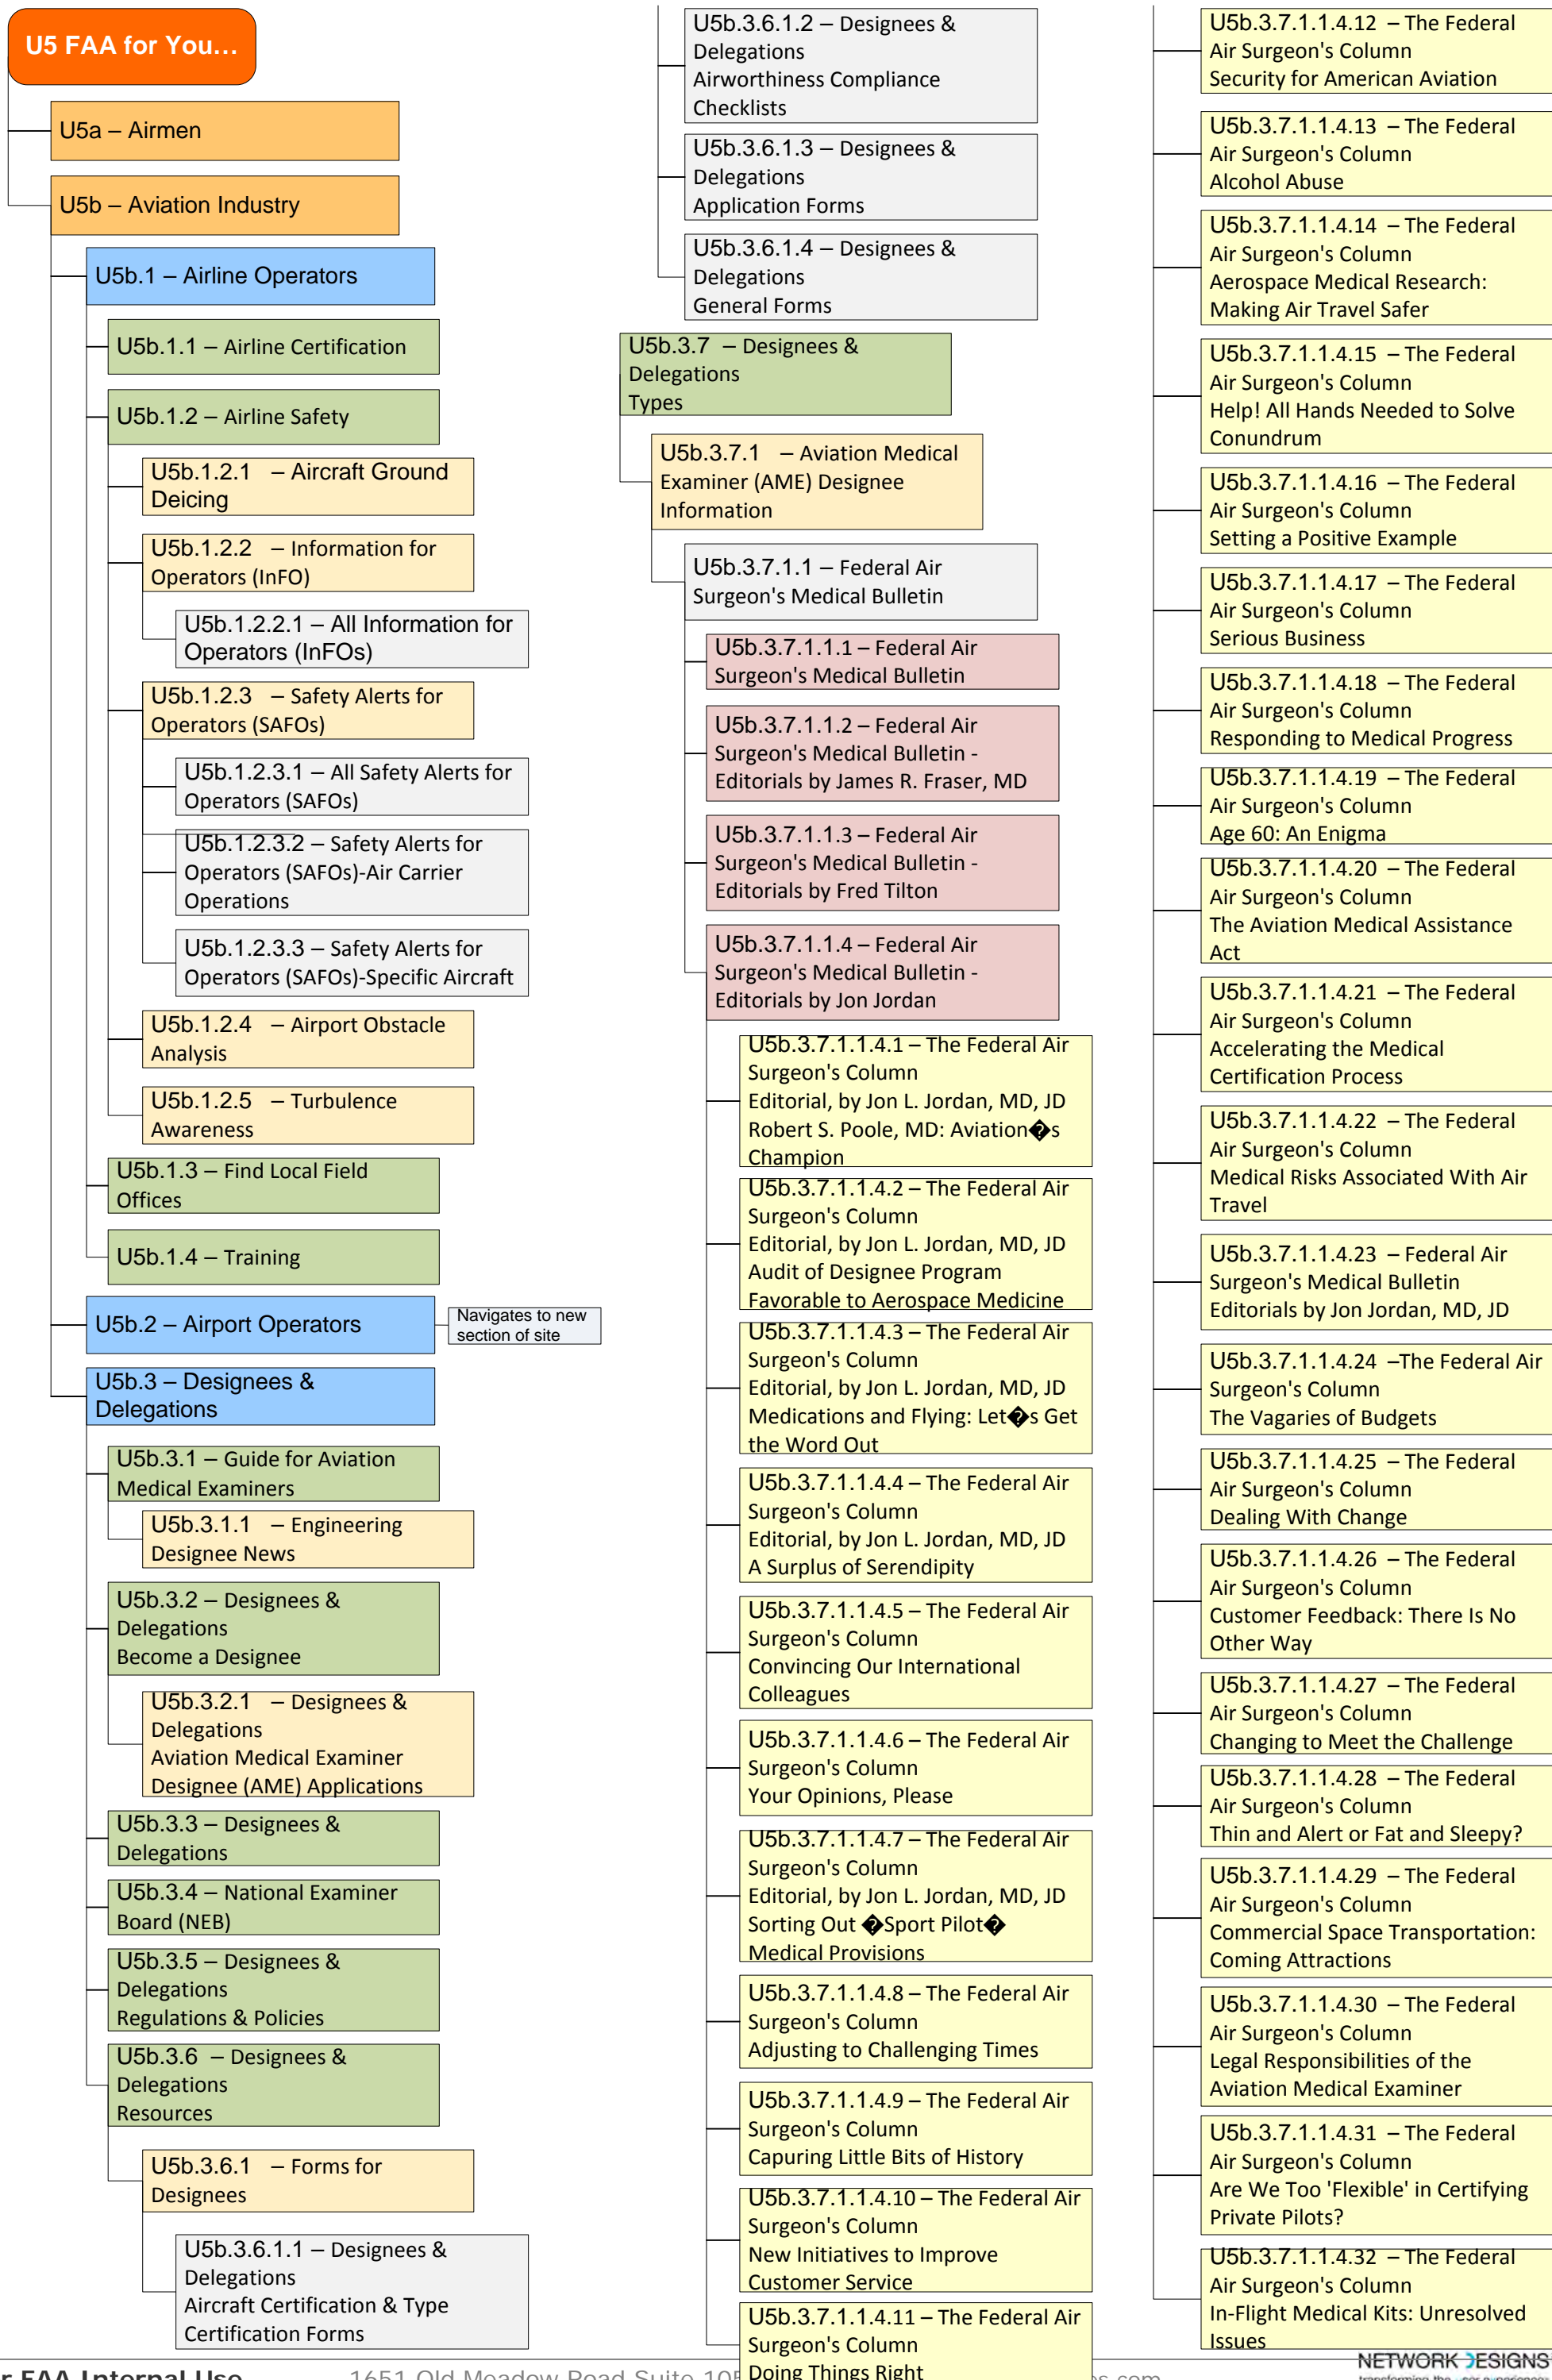 U5 FAA for You…
U5a – Airmen
U5b – Aviation Industry
U5b.1 – Airline Operators
U5b.1.1 – Airline Certification
U5b.1.2 – Airline Safety
U5b.1.2.1 – Aircraft Ground
Deicing
U5b.1.2.2 – Information for
Operators (InFO)
U5b.1.2.2.1 – All Information for
Operators (InFOs)
U5b.1.2.3 – Safety Alerts for
Operators (SAFOs)
U5b.1.2.3.1 – All Safety Alerts for
Operators (SAFOs)
U5b.1.2.3.2 – Safety Alerts for
Operators (SAFOs)-Air Carrier
Operations
U5b.1.2.3.3 – Safety Alerts for
Operators (SAFOs)-Specific Aircraft
U5b.1.2.4 – Airport Obstacle
Analysis
U5b.1.2.5 – Turbulence
Awareness
U5b.1.3 – Find Local Field
Offices
U5b.1.4 – Training
U5b.2 – Airport Operators
Navigates to new
section of site
U5b.3 – Designees &
Delegations
U5b.3.1 – Guide for Aviation
Medical Examiners
U5b.3.1.1 – Engineering
Designee News
U5b.3.2 – Designees &
Delegations
Become a Designee
U5b.3.2.1 – Designees &
Delegations
Aviation Medical Examiner
Designee (AME) Applications
U5b.3.3 – Designees &
Delegations
U5b.3.4 – National Examiner
Board (NEB)
U5b.3.5 – Designees &
Delegations
Regulations & Policies
U5b.3.6 – Designees &
Delegations
Resources
U5b.3.6.1 – Forms for
Designees
U5b.3.6.1.1 – Designees &
Delegations
Aircraft Certification & Type
Certification Forms
U5b.3.6.1.2 – Designees &
Delegations
Airworthiness Compliance
Checklists
U5b.3.6.1.3 – Designees &
Delegations
Application Forms
U5b.3.6.1.4 – Designees &
Delegations
General Forms
U5b.3.7 – Designees &
Delegations
Types
U5b.3.7.1 – Aviation Medical
Examiner (AME) Designee
Information
U5b.3.7.1.1 – Federal Air
Surgeon's Medical Bulletin
U5b.3.7.1.1.1 – Federal Air
Surgeon's Medical Bulletin
U5b.3.7.1.1.2 – Federal Air
Surgeon's Medical Bulletin -
Editorials by James R. Fraser, MD
U5b.3.7.1.1.3 – Federal Air
Surgeon's Medical Bulletin -
Editorials by Fred Tilton
U5b.3.7.1.1.4 – Federal Air
Surgeon's Medical Bulletin -
Editorials by Jon Jordan
U5b.3.7.1.1.4.1 – The Federal Air
Surgeon's Column
Editorial, by Jon L. Jordan, MD, JD
Robert S. Poole, MD: Aviation�s
Champion
U5b.3.7.1.1.4.2 – The Federal Air
Surgeon's Column
Editorial, by Jon L. Jordan, MD, JD
Audit of Designee Program
Favorable to Aerospace Medicine
U5b.3.7.1.1.4.3 – The Federal Air
Surgeon's Column
Editorial, by Jon L. Jordan, MD, JD
Medications and Flying: Let�s Get
the Word Out
U5b.3.7.1.1.4.4 – The Federal Air
Surgeon's Column
Editorial, by Jon L. Jordan, MD, JD
A Surplus of Serendipity
U5b.3.7.1.1.4.5 – The Federal Air
Surgeon's Column
Convincing Our International
Colleagues
U5b.3.7.1.1.4.6 – The Federal Air
Surgeon's Column
Your Opinions, Please
U5b.3.7.1.1.4.7 – The Federal Air
Surgeon's Column
Editorial, by Jon L. Jordan, MD, JD
Sorting Out �Sport Pilot�
Medical Provisions
U5b.3.7.1.1.4.8 – The Federal Air
Surgeon's Column
Adjusting to Challenging Times
U5b.3.7.1.1.4.9 – The Federal Air
Surgeon's Column
Capuring Little Bits of History
U5b.3.7.1.1.4.10 – The Federal Air
Surgeon's Column
New Initiatives to Improve
Customer Service
U5b.3.7.1.1.4.11 – The Federal Air
Surgeon's Column
Doing Things Right
U5b.3.7.1.1.4.12 – The Federal
Air Surgeon's Column
Security for American Aviation
U5b.3.7.1.1.4.13 – The Federal
Air Surgeon's Column
Alcohol Abuse
U5b.3.7.1.1.4.14 – The Federal
Air Surgeon's Column
Aerospace Medical Research:
Making Air Travel Safer
U5b.3.7.1.1.4.15 – The Federal
Air Surgeon's Column
Help! All Hands Needed to Solve
Conundrum
U5b.3.7.1.1.4.16 – The Federal
Air Surgeon's Column
Setting a Positive Example
U5b.3.7.1.1.4.17 – The Federal
Air Surgeon's Column
Serious Business
U5b.3.7.1.1.4.18 – The Federal
Air Surgeon's Column
Responding to Medical Progress
U5b.3.7.1.1.4.19 – The Federal
Air Surgeon's Column
Age 60: An Enigma
U5b.3.7.1.1.4.20 – The Federal
Air Surgeon's Column
The Aviation Medical Assistance
Act
U5b.3.7.1.1.4.21 – The Federal
Air Surgeon's Column
Accelerating the Medical
Certification Process
U5b.3.7.1.1.4.22 – The Federal
Air Surgeon's Column
Medical Risks Associated With Air
Travel
U5b.3.7.1.1.4.23 – Federal Air
Surgeon's Medical Bulletin
Editorials by Jon Jordan, MD, JD
U5b.3.7.1.1.4.24 –The Federal Air
Surgeon's Column
The Vagaries of Budgets
U5b.3.7.1.1.4.25 – The Federal
Air Surgeon's Column
Dealing With Change
U5b.3.7.1.1.4.26 – The Federal
Air Surgeon's Column
Customer Feedback: There Is No
Other Way
U5b.3.7.1.1.4.27 – The Federal
Air Surgeon's Column
Changing to Meet the Challenge
U5b.3.7.1.1.4.28 – The Federal
Air Surgeon's Column
Thin and Alert or Fat and Sleepy?
U5b.3.7.1.1.4.29 – The Federal
Air Surgeon's Column
Commercial Space Transportation:
Coming Attractions
U5b.3.7.1.1.4.30 – The Federal
Air Surgeon's Column
Legal Responsibilities of the
Aviation Medical Examiner
U5b.3.7.1.1.4.31 – The Federal
Air Surgeon's Column
Are We Too 'Flexible' in Certifying
Private Pilots?
U5b.3.7.1.1.4.32 – The Federal
Air Surgeon's Column
In-Flight Medical Kits: Unresolved
Issues
FAA Internal Use
1651 Old Meadow Road Suite
NETWORK DESIGNS